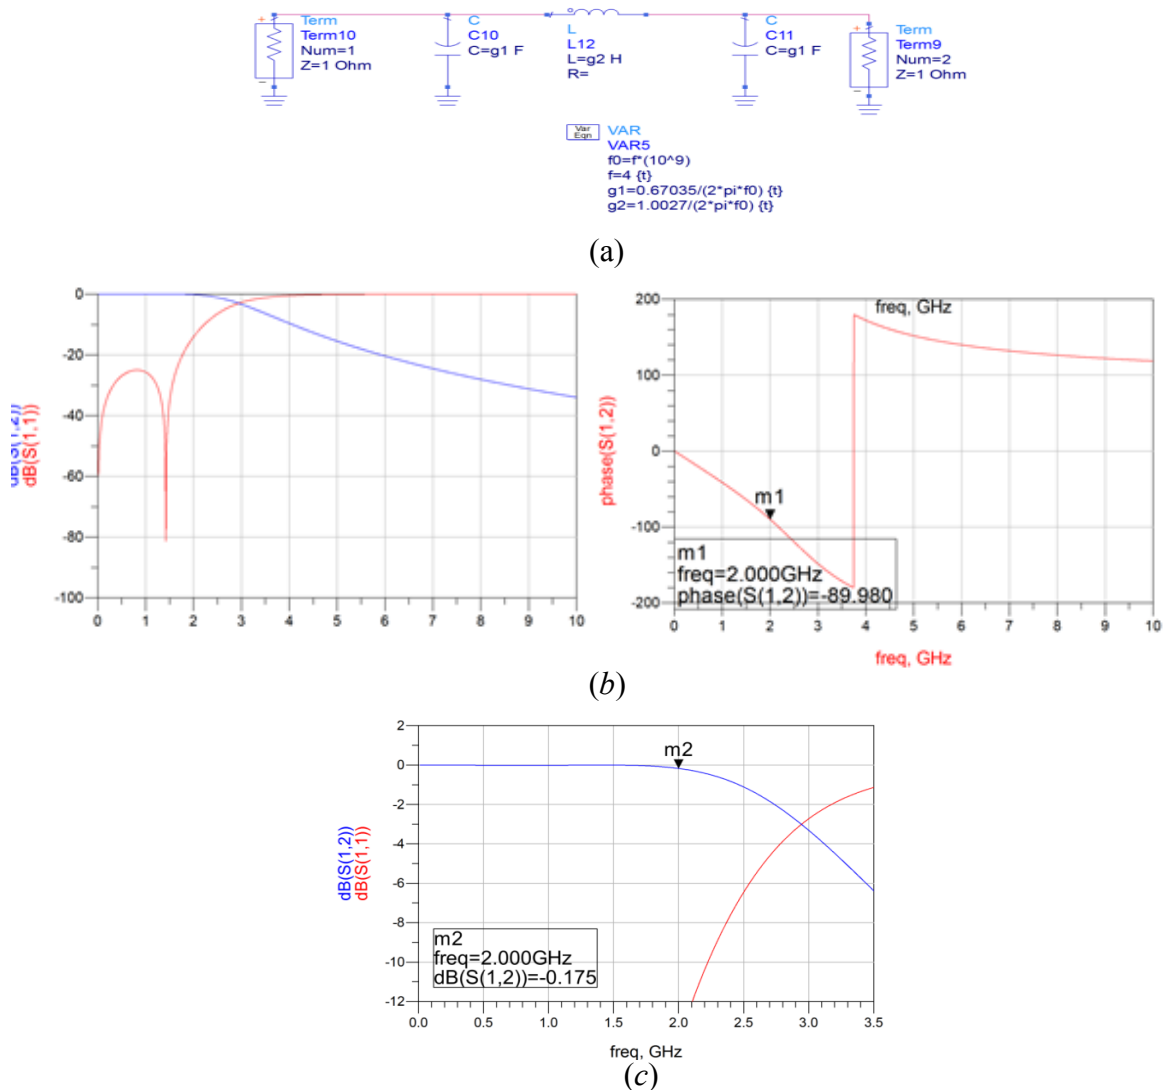 Term
Term10
Num=1
Z=1 Ohm
C
C10
C=g1 F
L
L12
L=g2 H
R=
C
C11
C=g1 F
Term
Term9
Num=2
Z=1 Ohm
+
-
+
-
Var
Eqn
VAR
VAR5
f0=f*(10^9)
f=4 {t}
g1=0.67035/(2*pi*f0) {t}
g2=1.0027/(2*pi*f0) {t}
(a)
dB(S(1,2))
dB(S(1,1))
0
-20
-40
-60
-80
-100
0 1 2 3 4 5 6 7 8 9 10
freq, GHz
phase(S(1,2))
200
100
0
-100
-200
m1
m1
freq=2.000GHz
phase(S(1,2))=-89.980
0 1 2 3 4 5 6 7 8 9 10
freq, GHz
(b)
dB(S(1,2))
dB(S(1,1))
2
0
-2
-4
-6
-8
-10
-12
m2
m2
freq=2.000GHz
dB(S(1,2))=-0.175
0.0 0.5 1.0 1.5 2.0 2.5 3.0 3.5
freq, GHz
(c)